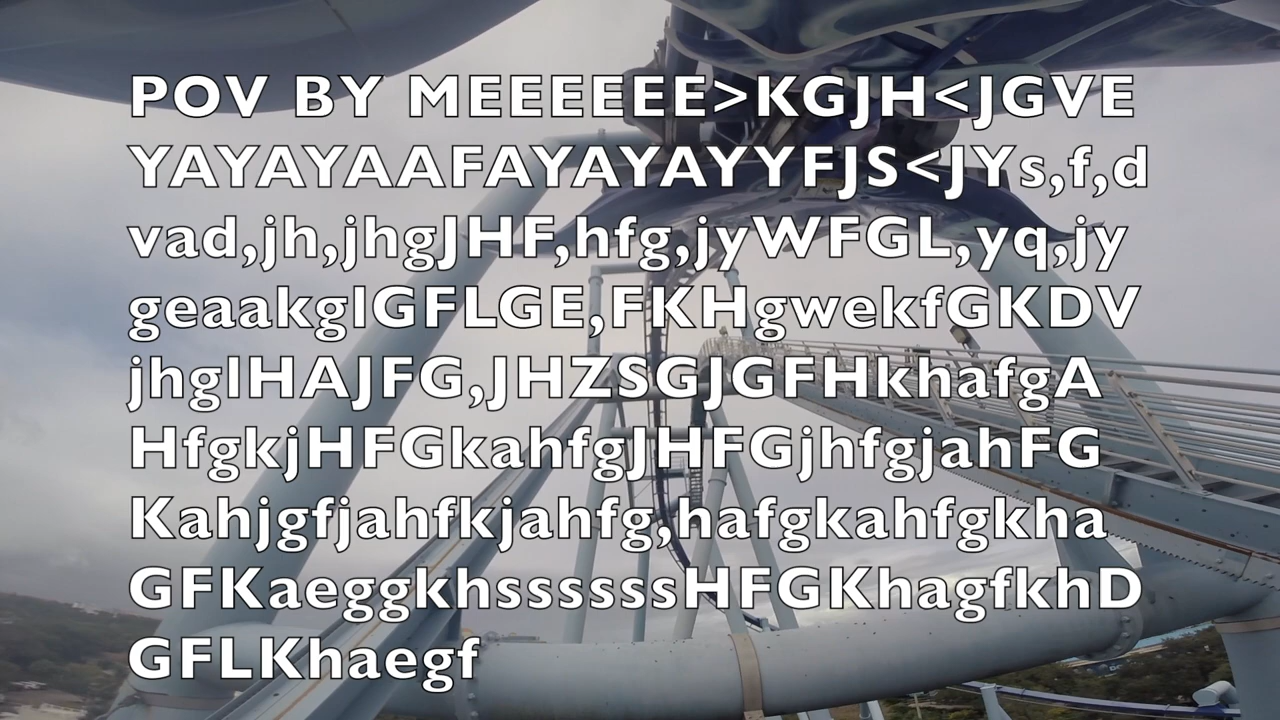 POV BY MEEEEEE>KGJH<JGVE
YAYAYAAFAYAYAYYFJS<JYs,f,d
vad,jh,jhgJHF,hfg,jyWFGL,yq,jy
geaakglGFLGE,FKHgwekfGKDV
jhglHAJFG,JHZSGJGFHkhafgA
HfgkjHFGkahfgJHFGjhfgjahFG
Kahjgfjahfkjahfg,hafgkahfgkha
GFKaeggkhssssssHFGKhagfkhD
GFLKhaegf